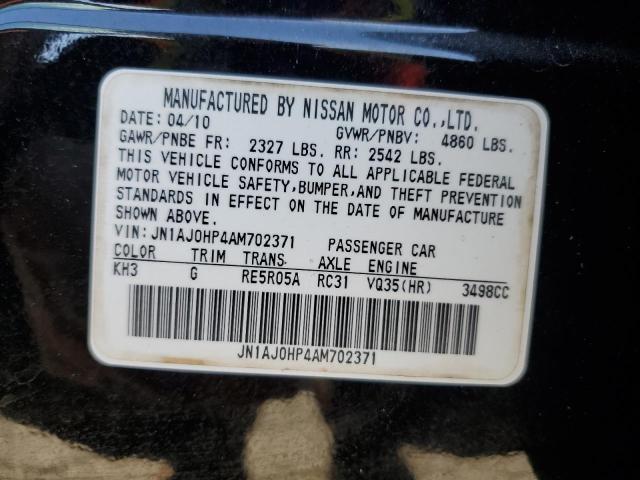 MANUFACTURED BY NISSAN MOTOR CO.,LTD.
DATE: 04/10 GVWR/PNBV: 4860 LBS.
GAWR/PNBE FR: 2327 LBS. RR: 2542 LBS.
THIS VEHICLE CONFORMS TO ALL APPLICABLE FEDERAL
MOTOR VEHICLE SAFETY,BUMPER,AND THEFT PREVENTION
STANDARDS IN EFFECT ON THE DATE OF MANUFACTURE
SHOWN ABOVE.
VIN: JN1AJ0HP4AM702371 PASSENGER CAR
COLOR TRIM TRANS AXLE ENGINE
KH3 G RE5R05A RC31 VQ35(HR) 3498CC
JN1AJ0HP4AM702371